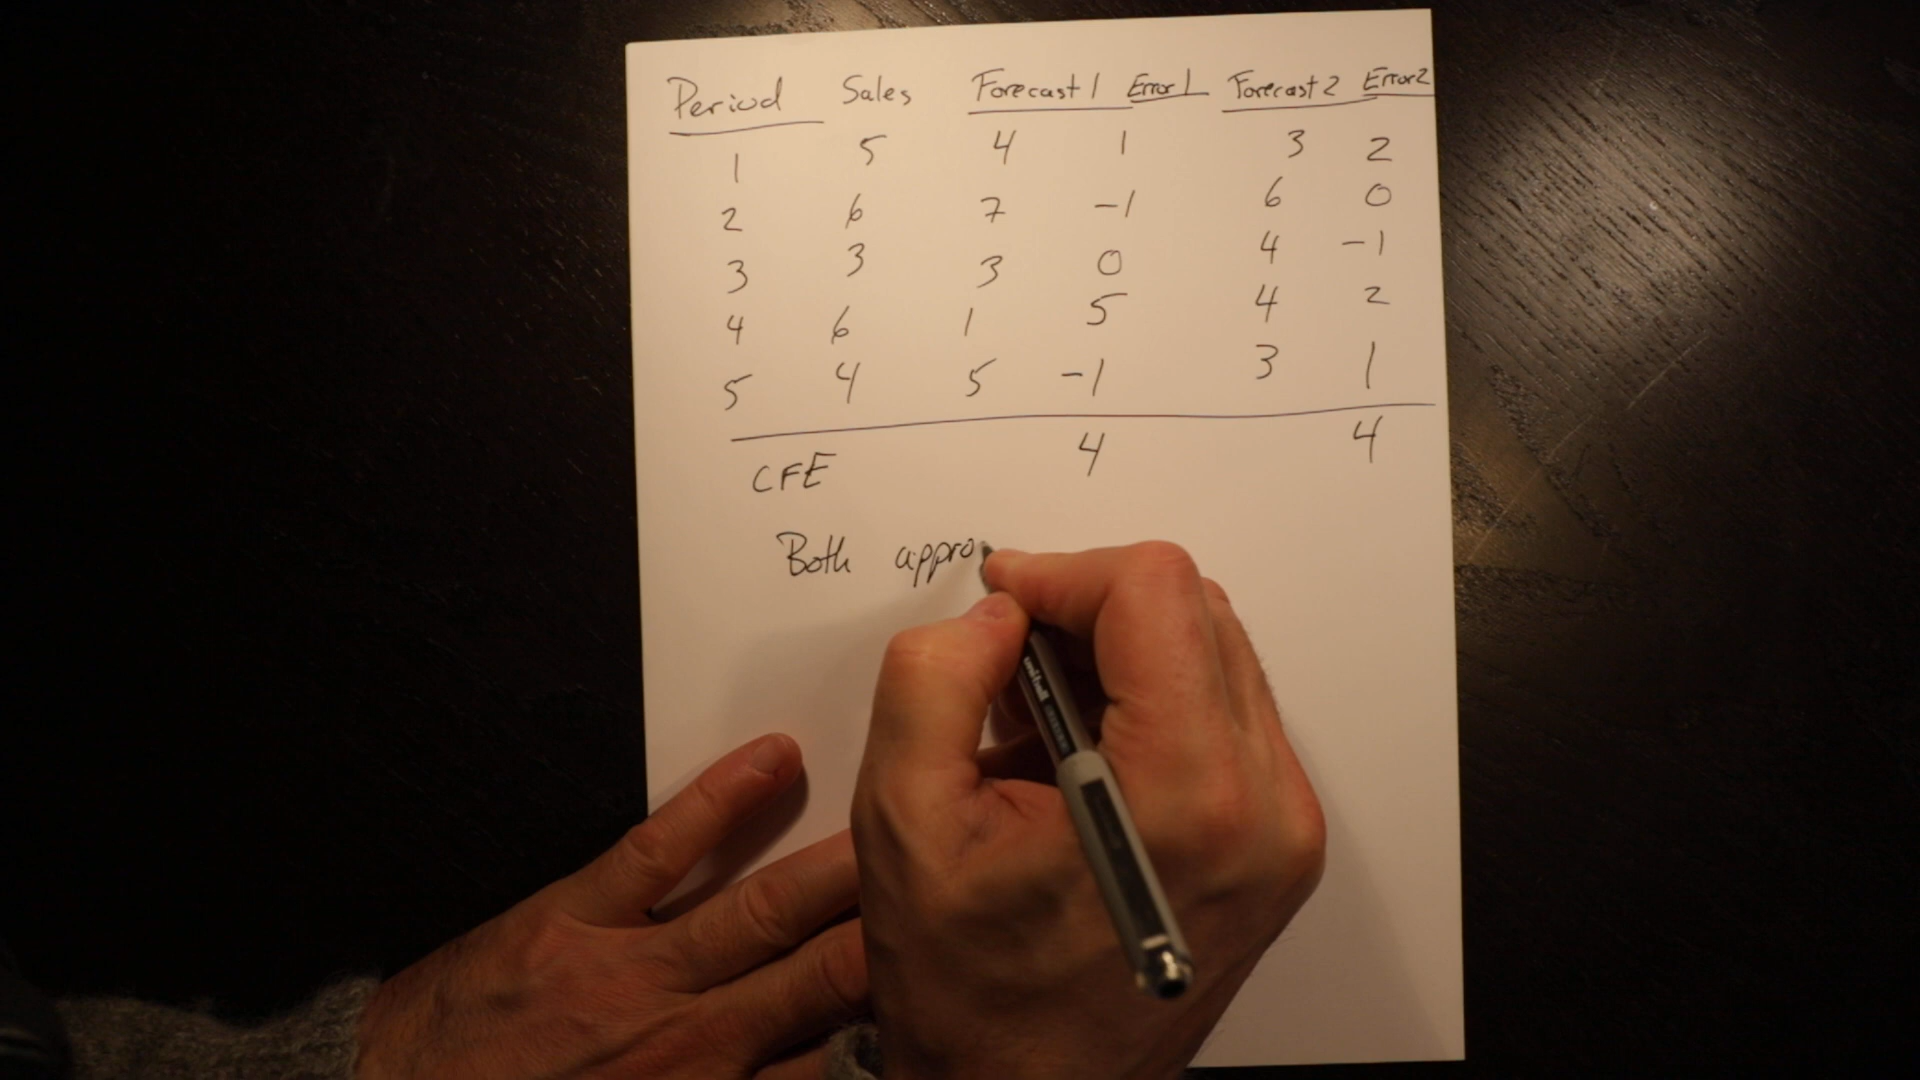 Period Sales Forecast 1 Error 1 Forecast 2 Error 2
1 5 4 1 3 2
2 6 7 -1 6 0
3 3 3 0 4 -1
4 6 1 5 4 2
5 4 5 -1 3 1
CFE 4 4
Both appro